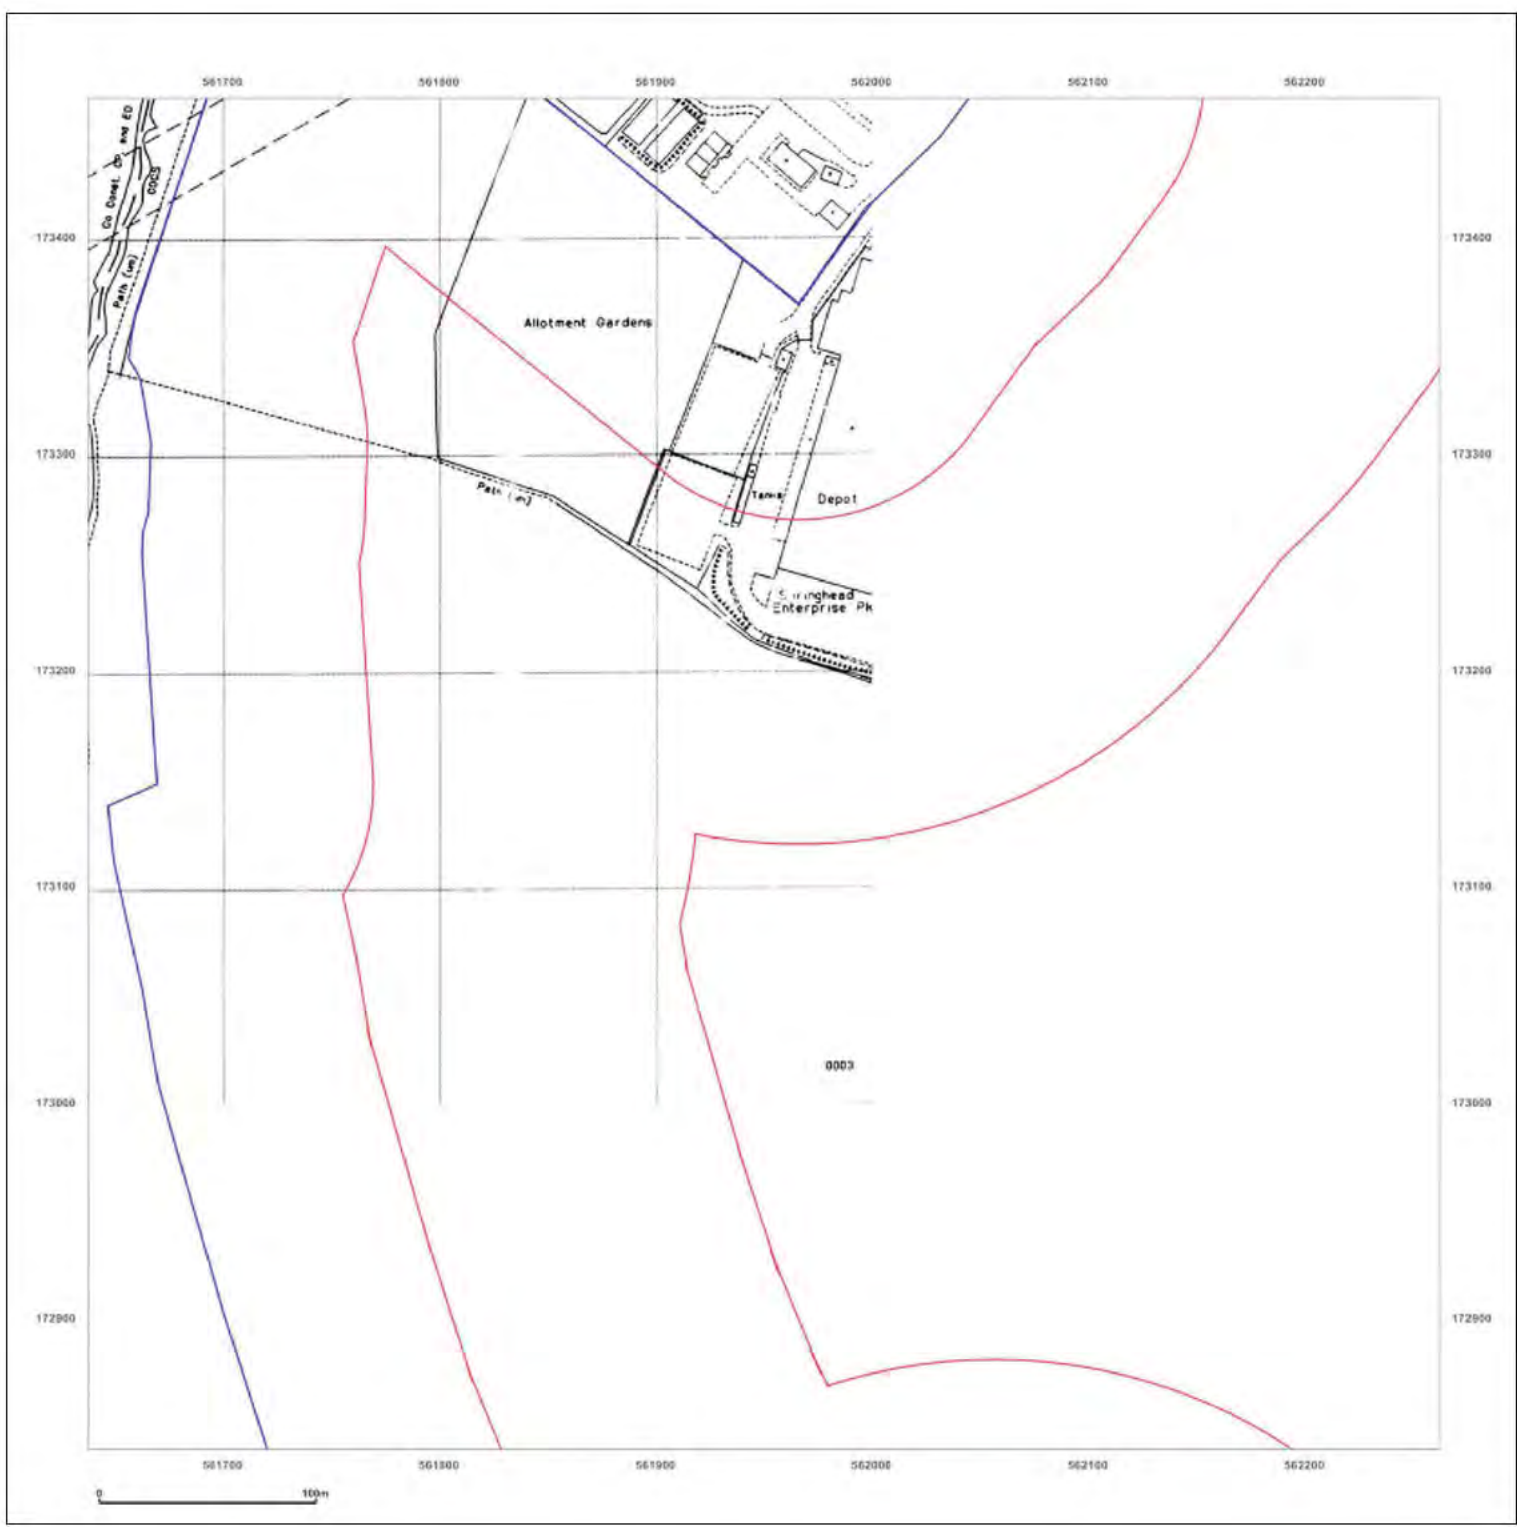 561700 561800 561900 562000 562100 562200
Co Const, and ED
0005
Path (um)
173400 173400
Allotment Gardens
173300 173300
Path (um)
Tanks
Depot
Enterprise Pk
173200 173200
173100 173100
0003
173000 173000
172900 172900
561700 561800 561900 562000 562100 562200
0 100m